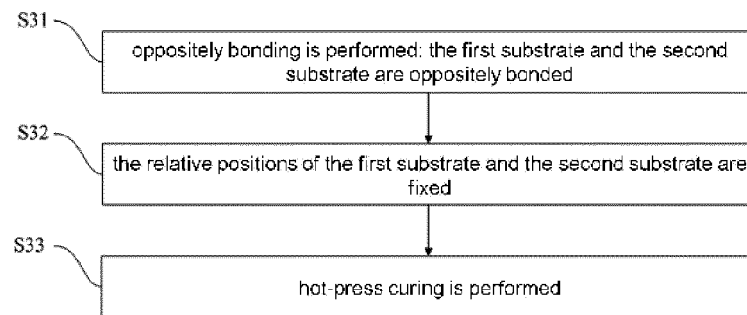 S31
oppositely bonding is performed: the first substrate and the second
substrate are oppositely bonded
S32
the relative positions of the first substrate and the second substrate are
fixed
S33
hot-press curing is performed